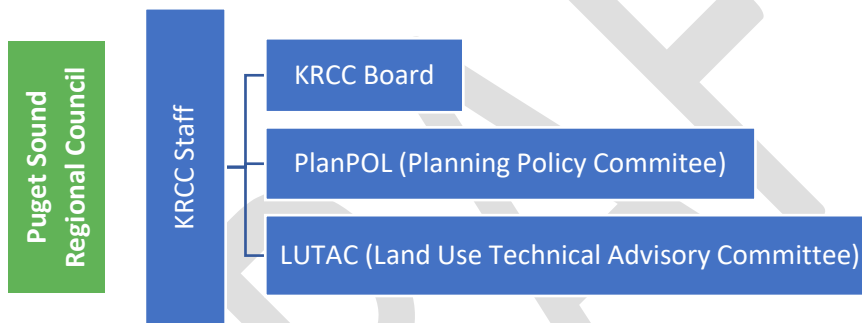 Puget Sound
Regional Council
KRCC Staff
KRCC Board
PlanPOL (Planning Policy Commitee)
LUTAC (Land Use Technical Advisory Committee)